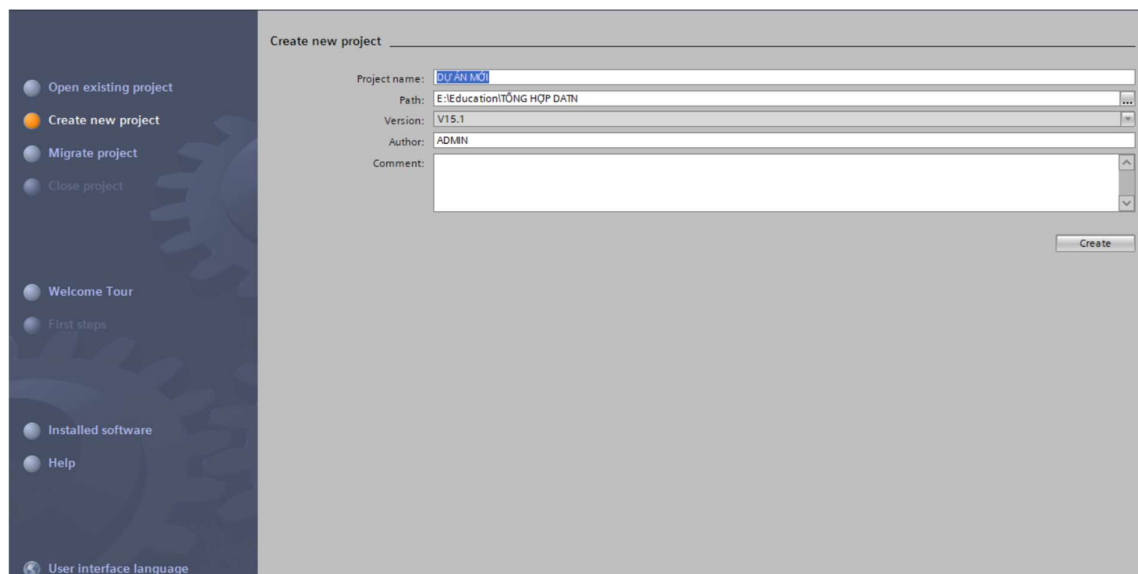 Open existing project
Create new project
Migrate project
Close project
Welcome Tour
First steps
Installed software
Help
User interface language
Create new project
Project name: DỰ ÁN MỚI
Path: E:\Education\TỔNG HỢP DATN ...
Version: V15.1
Author: ADMIN
Comment:
Create